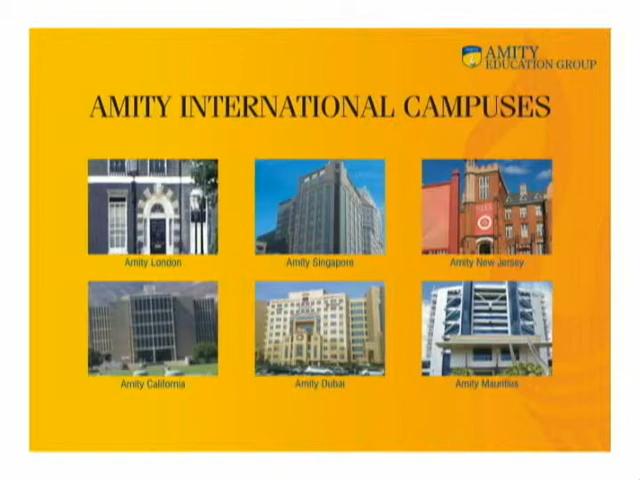 AMITY
EDUCATION GROUP
AMITY INTERNATIONAL CAMPUSES
Amity London
Amity Singapore
Amity New Jersey
Amity California
Amity Dubai
Amity Mauritius